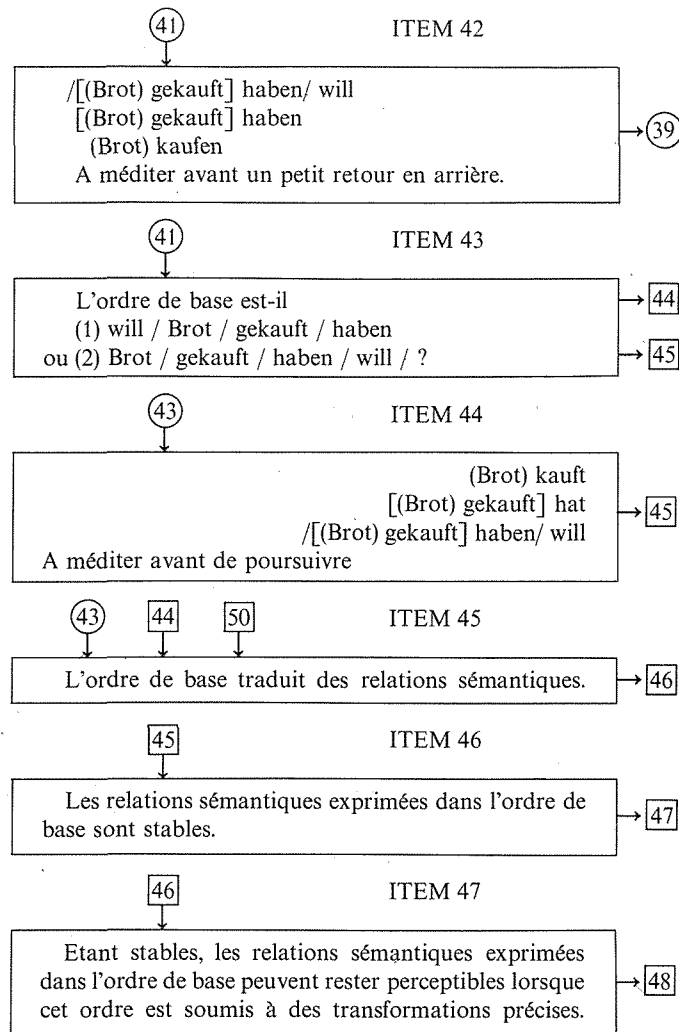 41 ITEM 42
/[(Brot) gekauft] haben/ will
[(Brot) gekauft] haben
(Brot) kaufen
A méditer avant un petit retour en arrière.
39
41 ITEM 43
L'ordre de base est-il
44
(1) will / Brot / gekauft / haben
ou (2) Brot / gekauft / haben / will / ?
45
43 ITEM 44
(Brot) kauft
[(Brot) gekauft] hat
45
/[(Brot) gekauft] haben/ will
A méditer avant de poursuivre
43 44 50 ITEM 45
L'ordre de base traduit des relations sémantiques.
46
45 ITEM 46
Les relations sémantiques exprimées dans l'ordre de
base sont stables.
47
46 ITEM 47
Etant stables, les relations sémantiques exprimées
dans l'ordre de base peuvent rester perceptibles lorsque
48
cet ordre est soumis à des transformations précises.